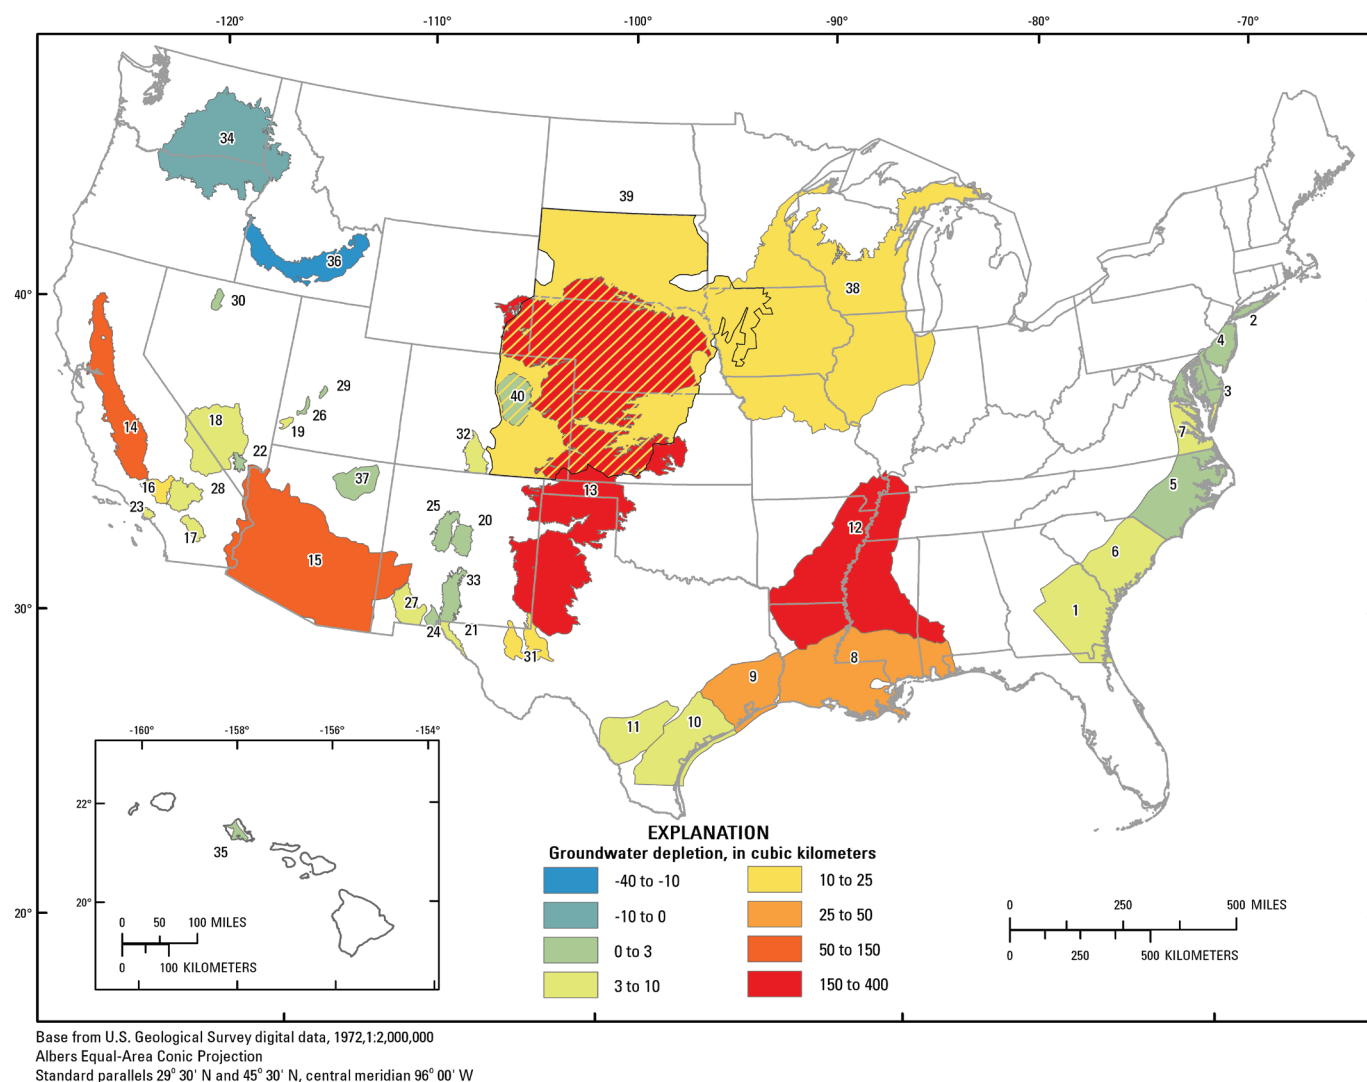 -120° -110° -100° -90° -80° -70°
40°
30°
20°
34
39
36
38
30
2
4
3
40
29
26
19
18
14
32
7
22
37
5
16
28
13
23
25
20
12
17
6
15
33
27
1
24
21
31
8
9
11
10
-160° -158° -156° -154°
22°
20°
35
0 50 100 MILES
0 100 KILOMETERS
EXPLANATION
Groundwater depletion, in cubic kilometers
-40 to -10
-10 to 0
0 to 3
3 to 10
10 to 25
25 to 50
50 to 150
150 to 400
0 250 500 MILES
0 250 500 KILOMETERS
Base from U.S. Geological Survey digital data, 1972,1:2,000,000
Albers Equal-Area Conic Projection
Standard parallels 29° 30' N and 45° 30' N, central meridian 96° 00' W